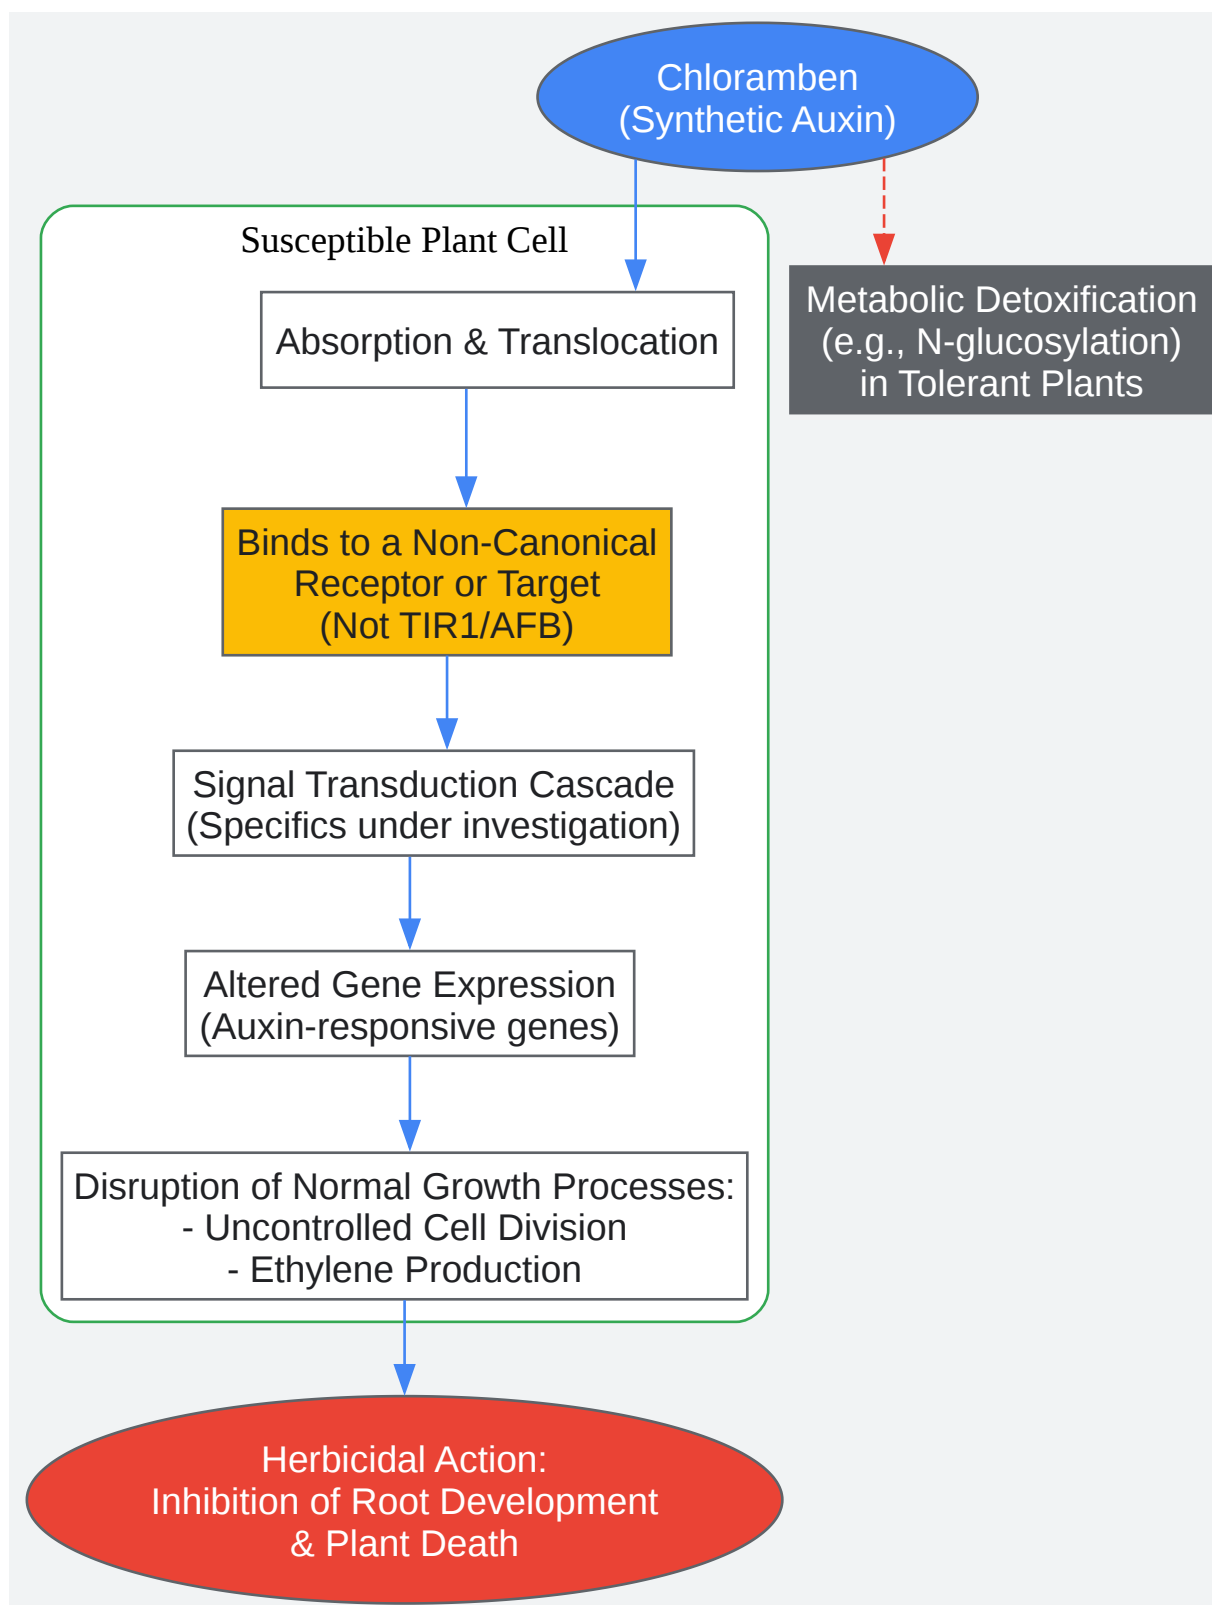 Chloramben
(Synthetic Auxin)
Susceptible Plant Cell
Absorption & Translocation
Metabolic Detoxification
(e.g., N-glucosylation)
in Tolerant Plants
Binds to a Non-Canonical
Receptor or Target
(Not TIR1/AFB)
Signal Transduction Cascade
(Specifics under investigation)
Altered Gene Expression
(Auxin-responsive genes)
Disruption of Normal Growth Processes:
- Uncontrolled Cell Division
- Ethylene Production
Herbicidal Action:
Inhibition of Root Development
& Plant Death